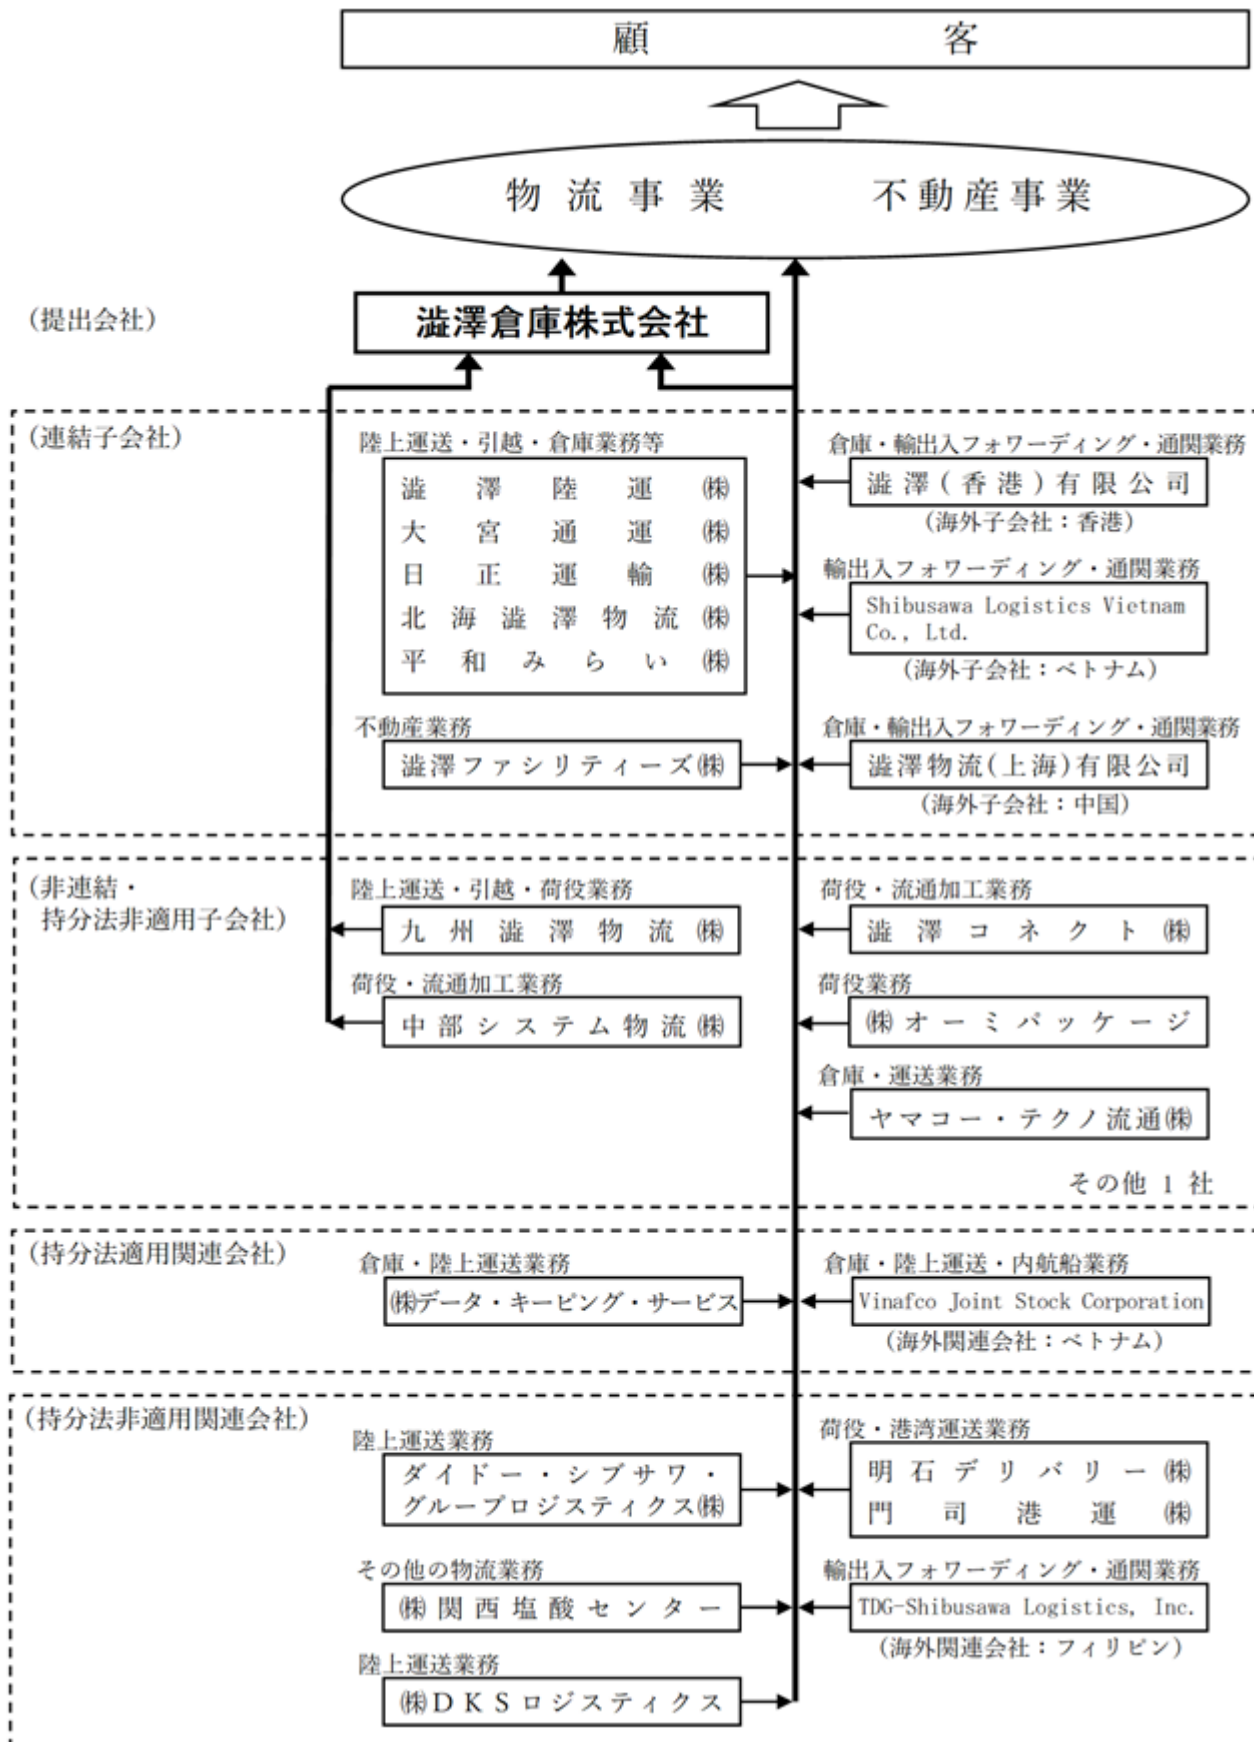 顧客
物流事業 不動産事業
(提出会社)
澁澤倉庫株式会社
(連結子会社)
陸上運送・引越・倉庫業務等
澁澤陸運㈱
大宮通運㈱
日正運輸㈱
北海澁澤物流㈱
平和みらい㈱
倉庫・輸出入フォワーディング・通関業務
澁澤(香港)有限公司
(海外子会社：香港)
輸出入フォワーディング・通関業務
Shibusawa Logistics Vietnam
Co., Ltd.
(海外子会社：ベトナム)
不動産業務
澁澤ファシリティーズ㈱
倉庫・輸出入フォワーディング・通関業務
澁澤物流(上海)有限公司
(海外子会社：中国)
(非連結・
持分法非適用子会社)
陸上運送・引越・荷役業務
九州澁澤物流㈱
荷役・流通加工業務
中部システム物流㈱
荷役・流通加工業務
澁澤コネクト㈱
荷役業務
㈱オーミパッケージ
倉庫・運送業務
ヤマコー・テクノ流通㈱
その他 1 社
(持分法適用関連会社)
倉庫・陸上運送業務
㈱データ・キーピング・サービス
倉庫・陸上運送・内航船業務
Vinafco Joint Stock Corporation
(海外関連会社：ベトナム)
(持分法非適用関連会社)
陸上運送業務
ダイドー・シブサワ・
グループロジスティクス㈱
荷役・港湾運送業務
明石デリバリー㈱
門司港運㈱
その他の物流業務
㈱関西塩酸センター
輸出入フォワーディング・通関業務
TDG-Shibusawa Logistics, Inc.
(海外関連会社：フィリピン)
陸上運送業務
㈱DKSロジスティクス